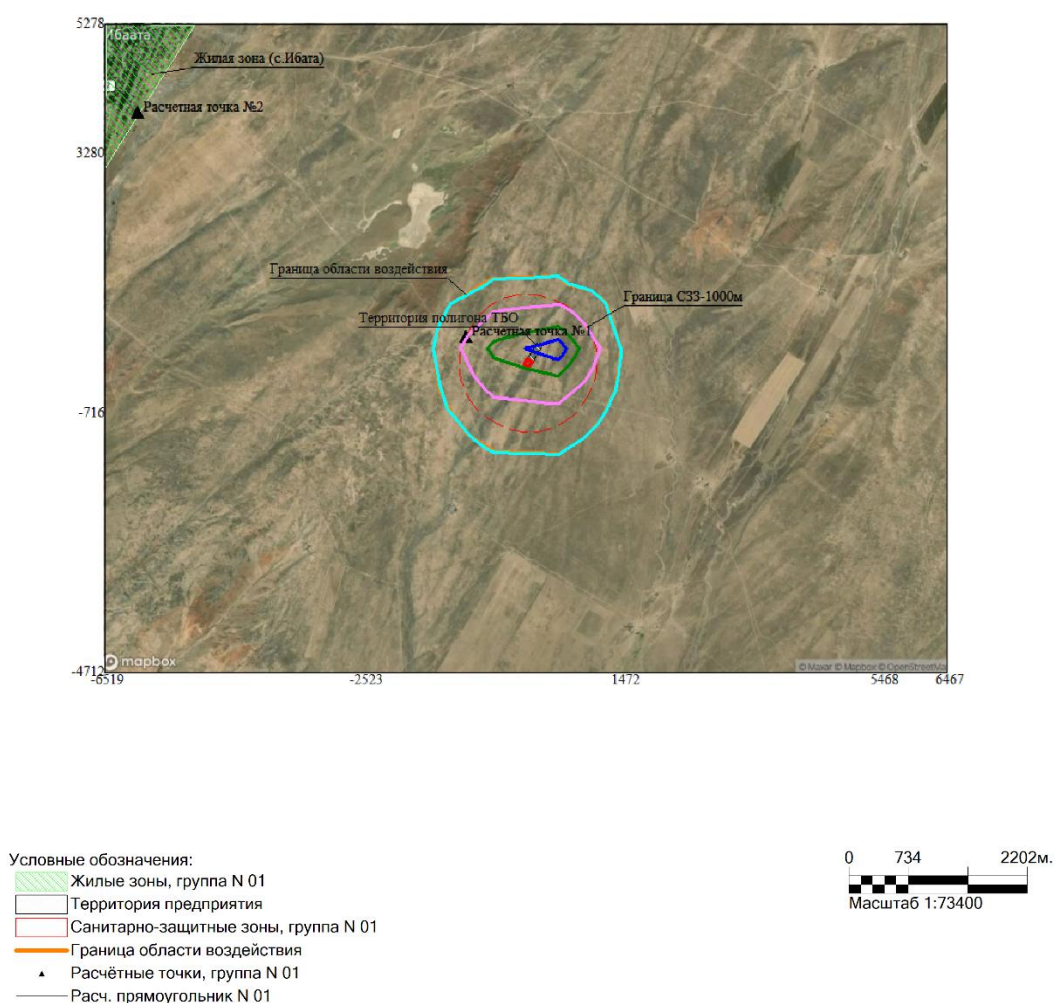 5278
Ибаата
Жилая зона (с.Ибата)
Расчетная точка №2
3280
Граница области воздействия
Граница СЗЗ-1000м
Территория полигона ТБО
Расчетная точка №1
-716
mapbox
© Maxar © Mapbox © OpenStreetMa
-4712
-6519
-2523
1472
5468
6467
Условные обозначения:
Жилые зоны, группа N 01
Территория предприятия
Санитарно-защитные зоны, группа N 01
Граница области воздействия
Расчётные точки, группа N 01
Расч. прямоугольник N 01
0
734
2202м.
Масштаб 1:73400